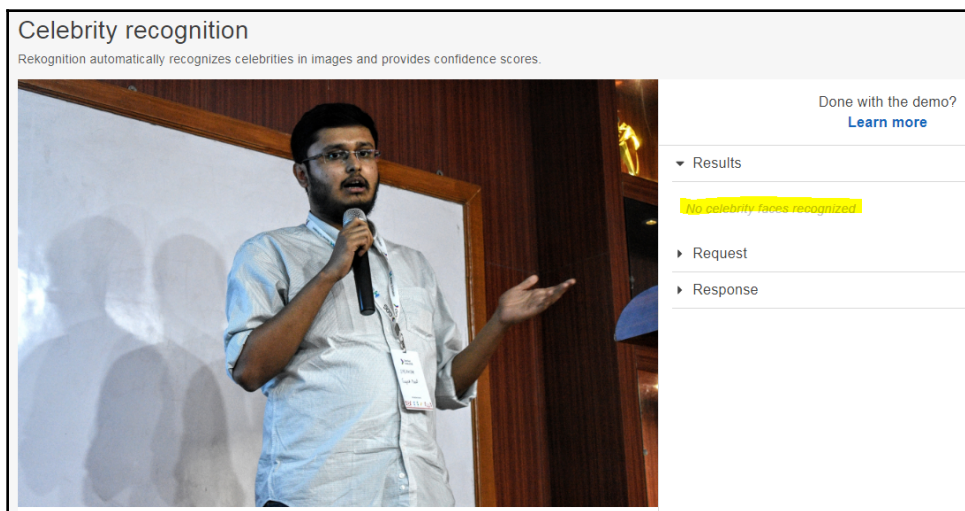 Celebrity recognition
Rekognition automatically recognizes celebrities in images and provides confidence scores.
Done with the demo?
Learn more
Results
No celebrity faces recognized
Request
Response